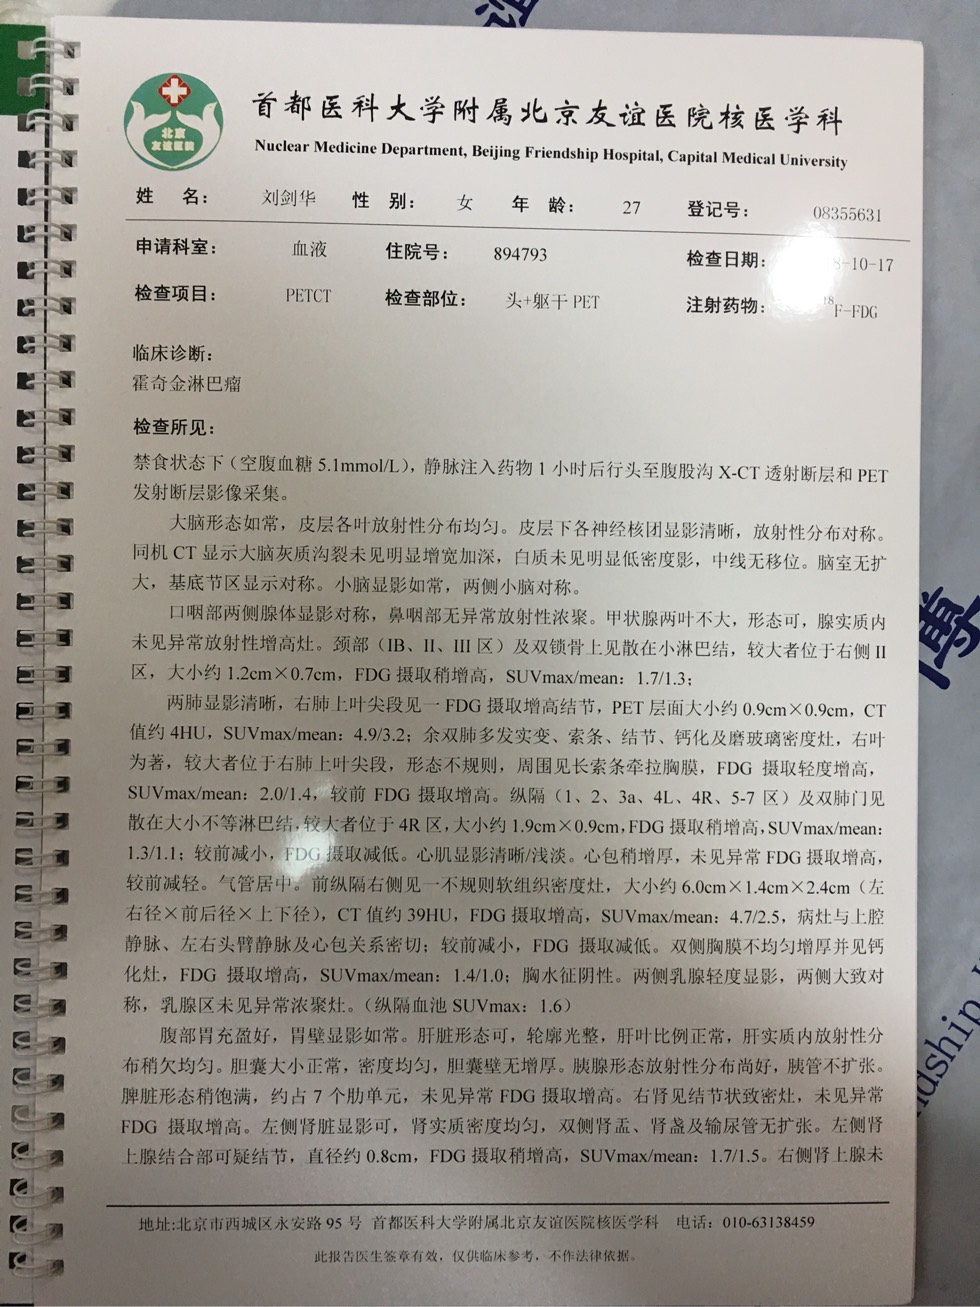 北京
友谊医院
首都医科大学附属北京友谊医院核医学科
Nuclear Medicine Department, Beijing Friendship Hospital, Capital Medical University
姓 名: 刘剑华 性 别: 女 年 龄: 27 登记号: 08355631
申请科室: 血液 住院号: 894793 检查日期: 8-10-17
检查项目: PETCT 检查部位: 头+躯干 PET 注射药物: ¹⁸F-FDG
临床诊断:
霍奇金淋巴瘤
检查所见:
禁食状态下（空腹血糖 5.1mmol/L），静脉注入药物 1 小时后行头至腹股沟 X-CT 透射断层和 PET
发射断层影像采集。
大脑形态如常，皮层各叶放射性分布均匀。皮层下各神经核团显影清晰，放射性分布对称。
同机 CT 显示大脑灰质沟裂未见明显增宽加深，白质未见明显低密度影，中线无移位。脑室无扩
大，基底节区显示对称。小脑显影如常，两侧小脑对称。
口咽部两侧腺体显影对称，鼻咽部无异常放射性浓聚。甲状腺两叶不大，形态可，腺实质内
未见异常放射性增高灶。颈部（IB、II、III 区）及双锁骨上见散在小淋巴结，较大者位于右侧 II
区，大小约 1.2cm×0.7cm，FDG 摄取稍增高，SUVmax/mean：1.7/1.3；
两肺显影清晰，右肺上叶尖段见一 FDG 摄取增高结节，PET 层面大小约 0.9cm×0.9cm，CT
值约 4HU，SUVmax/mean：4.9/3.2；余双肺多发实变、索条、结节、钙化及磨玻璃密度灶，右叶
为著，较大者位于右肺上叶尖段，形态不规则，周围见长索条牵拉胸膜，FDG 摄取轻度增高，
SUVmax/mean：2.0/1.4，较前 FDG 摄取增高。纵隔（1、2、3a、4L、4R、5-7 区）及双肺门见
散在大小不等淋巴结，较大者位于 4R 区，大小约 1.9cm×0.9cm，FDG 摄取稍增高，SUVmax/mean：
1.3/1.1；较前减小，FDG 摄取减低。心肌显影清晰/浅淡。心包稍增厚，未见异常 FDG 摄取增高，
较前减轻。气管居中。前纵隔右侧见一不规则软组织密度灶，大小约 6.0cm×1.4cm×2.4cm（左
右径×前后径×上下径），CT 值约 39HU，FDG 摄取增高，SUVmax/mean：4.7/2.5，病灶与上腔
静脉、左右头臂静脉及心包关系密切；较前减小，FDG 摄取减低。双侧胸膜不均匀增厚并见钙
化灶，FDG 摄取增高，SUVmax/mean：1.4/1.0；胸水征阴性。两侧乳腺轻度显影，两侧大致对
称，乳腺区未见异常浓聚灶。（纵隔血池 SUVmax：1.6）
腹部胃充盈好，胃壁显影如常。肝脏形态可，轮廓光整，肝叶比例正常，肝实质内放射性分
布稍欠均匀。胆囊大小正常，密度均匀，胆囊壁无增厚。胰腺形态放射性分布尚好，胰管不扩张。
脾脏形态稍饱满，约占 7 个肋单元，未见异常 FDG 摄取增高。右肾见结节状致密灶，未见异常
FDG 摄取增高。左侧肾脏显影可，肾实质密度均匀，双侧肾盂、肾盏及输尿管无扩张。左侧肾
上腺结合部可疑结节，直径约 0.8cm，FDG 摄取稍增高，SUVmax/mean：1.7/1.5。右侧肾上腺未
地址:北京市西城区永安路 95 号 首都医科大学附属北京友谊医院核医学科 电话：010-63138459
此报告医生签章有效，仅供临床参考，不作法律依据。